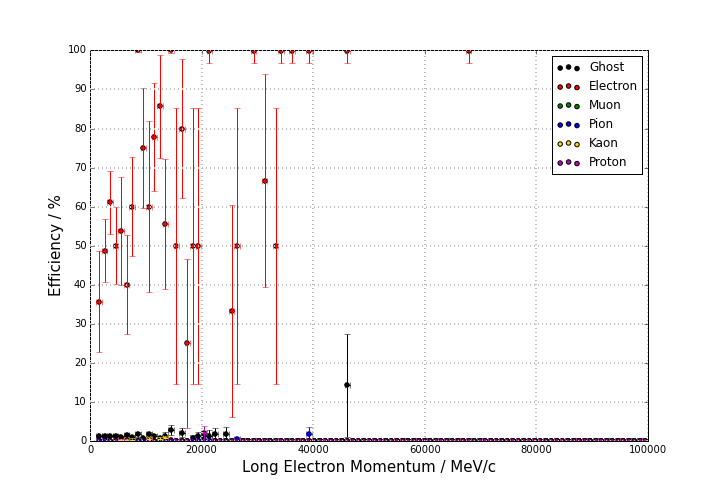 100
90
80
70
60
50
40
30
20
10
0
Efficiency / %
Ghost
Electron
Muon
Pion
Kaon
Proton
0 20000 40000 60000 80000 100000
Long Electron Momentum / MeV/c